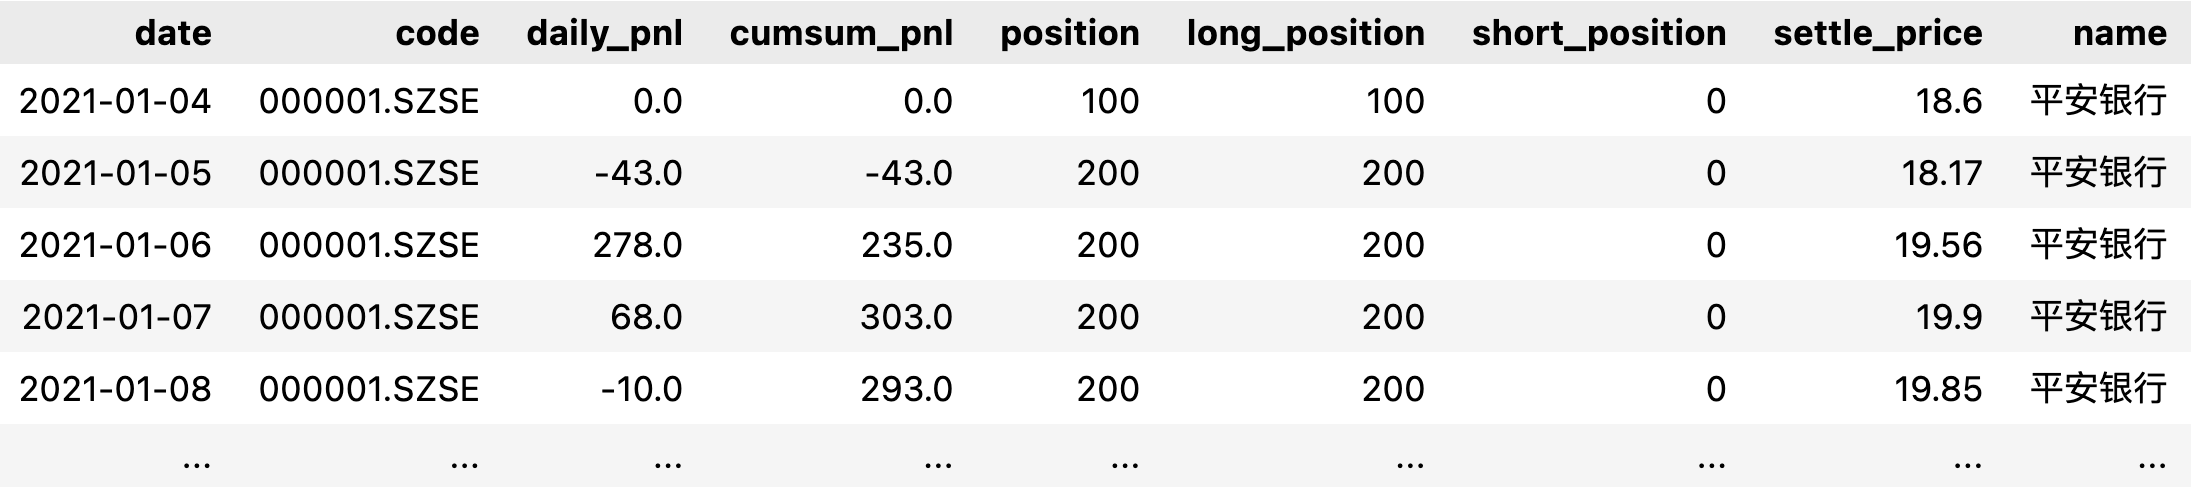 date code daily_pnl cumsum_pnl position long_position short_position settle_price name
2021-01-04 000001.SZSE 0.0 0.0 100 100 0 18.6 平安银行
2021-01-05 000001.SZSE -43.0 -43.0 200 200 0 18.17 平安银行
2021-01-06 000001.SZSE 278.0 235.0 200 200 0 19.56 平安银行
2021-01-07 000001.SZSE 68.0 303.0 200 200 0 19.9 平安银行
2021-01-08 000001.SZSE -10.0 293.0 200 200 0 19.85 平安银行
... ... ... ... ... ... ... ... ...